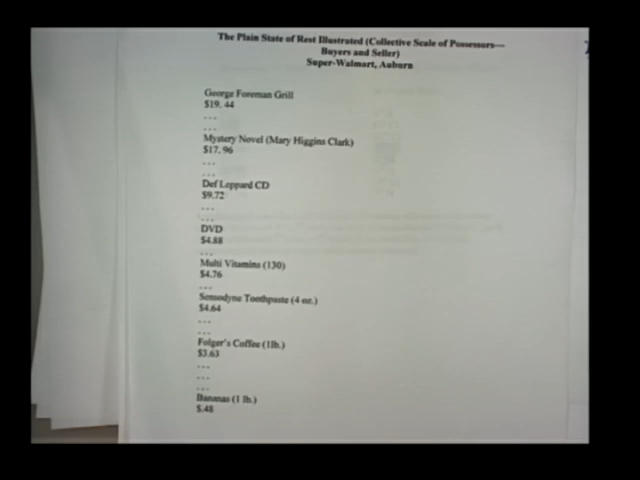 The Plain State of Rest Illustrated (Collective Scale of Possessors—
Buyers and Seller)
Super-Walmart, Auburn
George Foreman Grill
$19. 44
...
...
Mystery Novel (Mary Higgins Clark)
$17. 96
...
...
Def Leppard CD
$9.72
...
...
DVD
$4.88
...
Multi Vitamins (130)
$4.76
...
Sensodyne Toothpaste (4 oz.)
$4.64
...
...
Folger's Coffee (1lb.)
$3.63
...
...
...
Bananas (1 lb.)
$.48